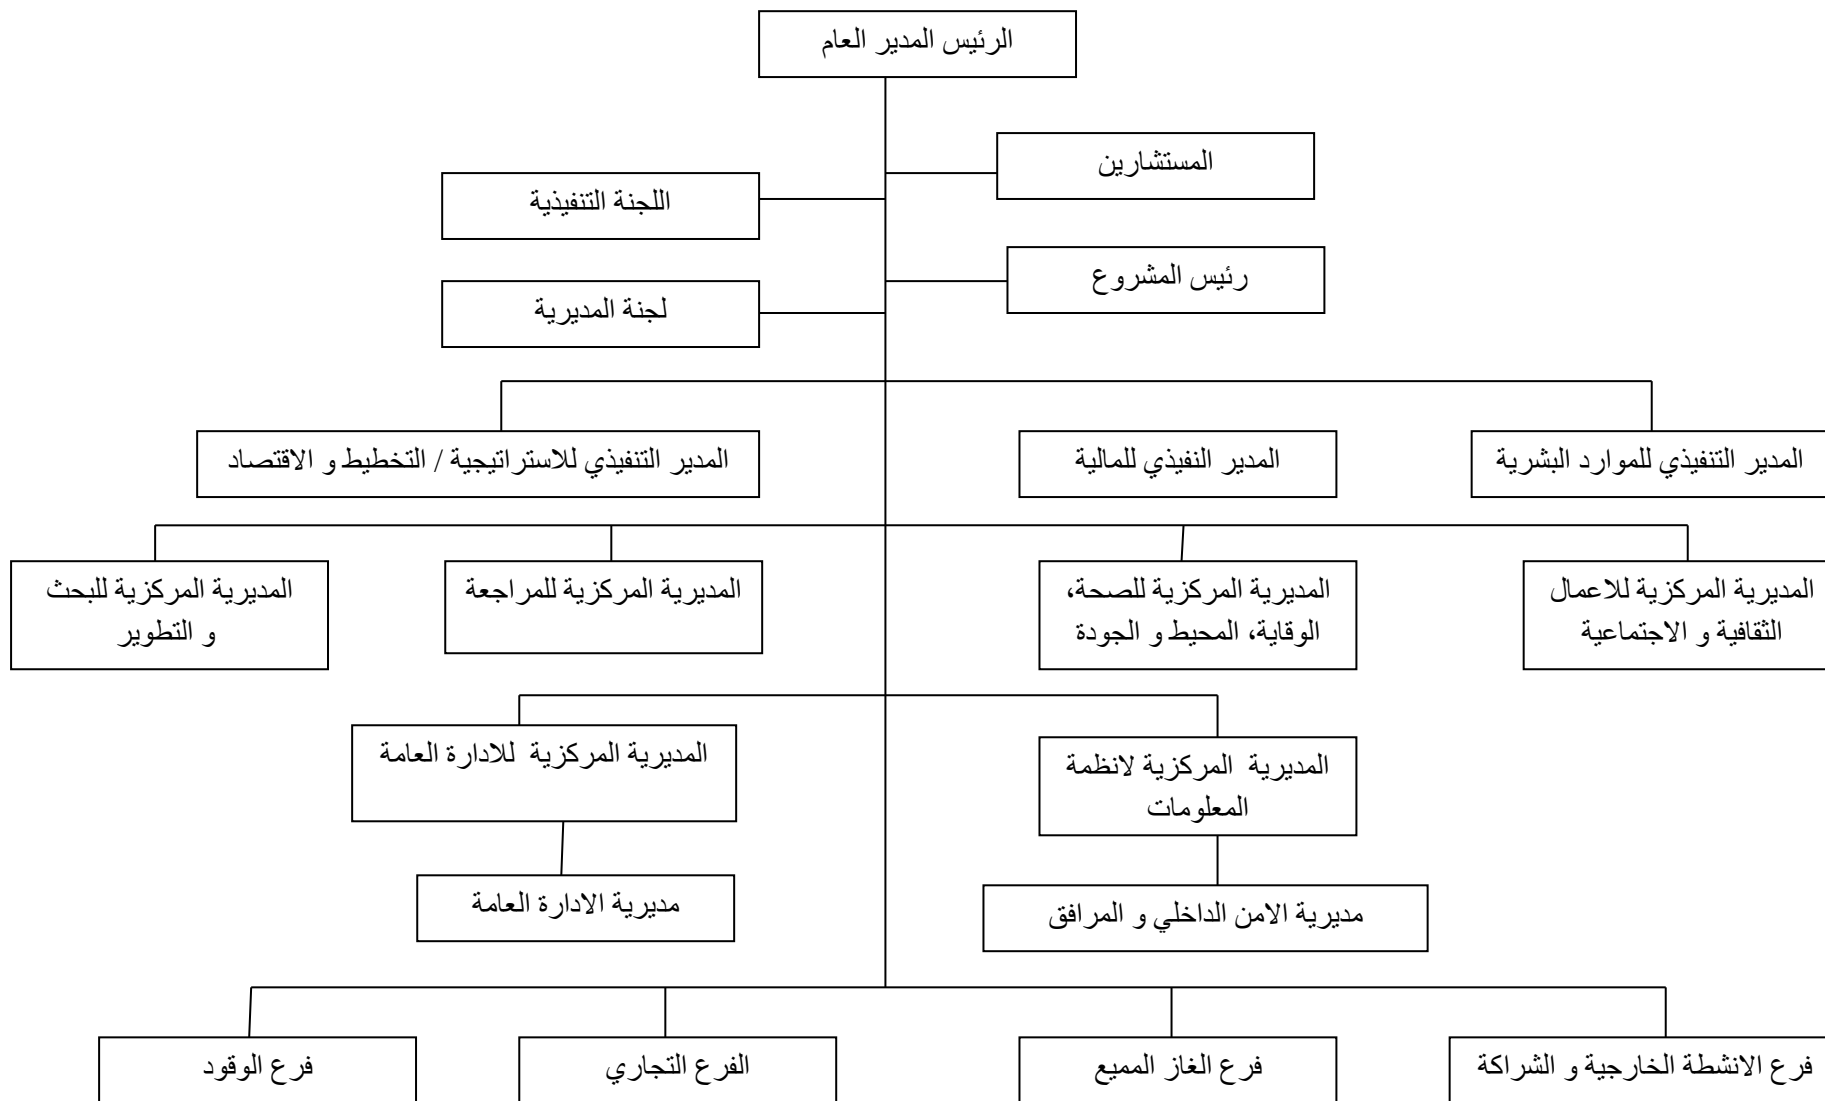 الرئيس المدير العام
المستشارين
اللجنة التنفيذية
رئيس المشروع
لجنة المديرية
المدير التنفيذي للموارد البشرية
المدير النفيذي للمالية
المدير التنفيذي للاستراتيجية / التخطيط و الاقتصاد
المديرية المركزية للاعمال
الثقافية و الاجتماعية
المديرية المركزية للصحة،
الوقاية، المحيط و الجودة
المديرية المركزية للمراجعة
المديرية المركزية للبحث
و التطوير
المديرية المركزية لانظمة
المعلومات
المديرية المركزية للادارة العامة
مديرية الامن الداخلي و المرافق
مديرية الادارة العامة
فرع الانشطة الخارجية و الشراكة
فرع الغاز المميع
الفرع التجاري
فرع الوقود